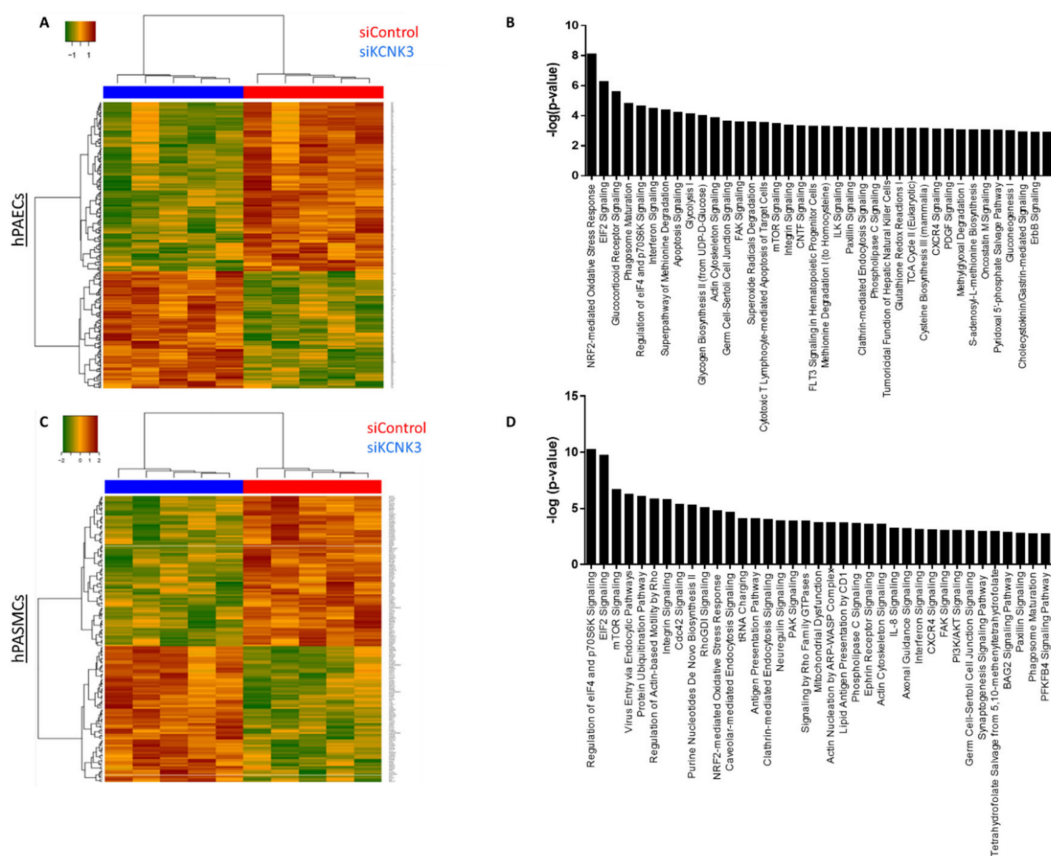 A
siControl
siKCNK3
-1 1
hPAECs
B
10
8
6
4
2
0
-log(p-value)
NRF2-mediated Oxidative Stress Response
EIF2 Signaling
Glucocorticoid Receptor Signaling
Phagosome Maturation
Regulation of eIF4 and p70S6K Signaling
Interferon Signaling
Superpathway of Methionine Degradation
Apoptosis Signaling
Glycolysis I
Glycogen Biosynthesis II (from UDP-D-Glucose)
Actin Cytoskeleton Signaling
Germ Cell-Sertoli Cell Junction Signaling
FAK Signaling
Superoxide Radicals Degradation
Cytotoxic T Lymphocyte-mediated Apoptosis of Target Cells
mTOR Signaling
Integrin Signaling
CNTF Signaling
FLT3 Signaling in Hematopoietic Progenitor Cells
Methionine Degradation I (to Homocysteine)
ILK Signaling
Paxillin Signaling
Clathrin-mediated Endocytosis Signaling
Phospholipase C Signaling
Tumoricidal Function of Hepatic Natural Killer Cells
Glutathione Redox Reactions I
TCA Cycle II (Eukaryotic)
Cysteine Biosynthesis III (mammalia)
CXCR4 Signaling
PDGF Signaling
Methylglyoxal Degradation I
S-adenosyl-L-methionine Biosynthesis
Oncostatin M Signaling
Pyridoxal 5'-phosphate Salvage Pathway
Gluconeogenesis I
Cholecystokinin/Gastrin-mediated Signaling
ErbB Signaling
C
siControl
siKCNK3
-2 0 2
hPASMCs
D
15
10
5
0
-log (p-value)
Regulation of eIF4 and p70S6K Signaling
EIF2 Signaling
mTOR Signaling
Virus Entry via Endocytic Pathways
Protein Ubiquitination Pathway
Regulation of Actin-based Motility by Rho
Integrin Signaling
Cdc42 Signaling
Purine Nucleotides De Novo Biosynthesis II
RhoGDI Signaling
NRF2-mediated Oxidative Stress Response
Caveolar-mediated Endocytosis Signaling
tRNA Charging
Antigen Presentation Pathway
Clathrin-mediated Endocytosis Signaling
Neuregulin Signaling
PAK Signaling
Signaling by Rho Family GTPases
Mitochondrial Dysfunction
Actin Nucleation by ARP-WASP Complex
Lipid Antigen Presentation by CD1
Phospholipase C Signaling
Ephrin Receptor Signaling
Actin Cytoskeleton Signaling
IL-8 Signaling
Axonal Guidance Signaling
Interferon Signaling
CXCR4 Signaling
FAK Signaling
PI3K/AKT Signaling
Germ Cell-Sertoli Cell Junction Signaling
Synaptogenesis Signaling Pathway
Tetrahydrofolate Salvage from 5,10-methenyltetrahydrofolate
BAG2 Signaling Pathway
Paxillin Signaling
Phagosome Maturation
PFKFB4 Signaling Pathway